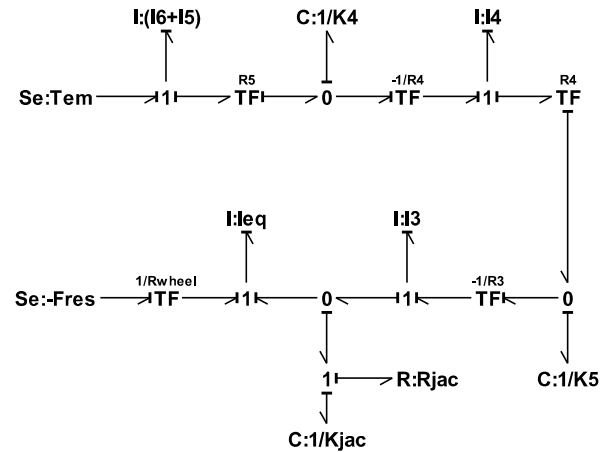 I:(I6+I5) C:1/K4 I:I4
R5 -1/R4 R4
Se:Tem 1 TF 0 TF 1 TF
I:Ieq I:I3
1/Rwheel -1/R3
Se:-Fres TF 1 0 1 TF 0
1 R:Rjac C:1/K5
C:1/Kjac